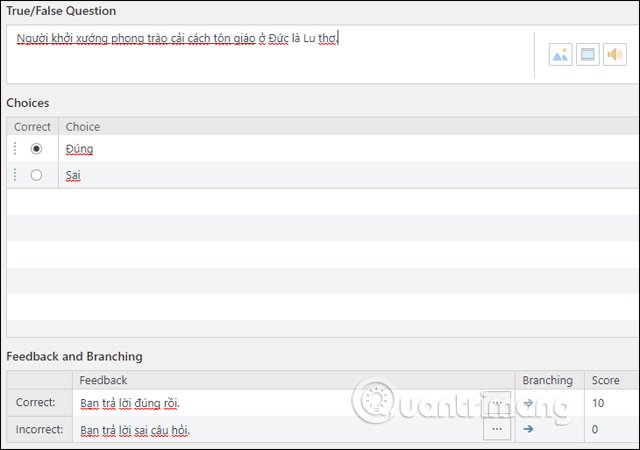 True/False Question
Người khởi xướng phong trào cải cách tôn giáo ở Đức là Lu thơ.
Choices
Correct Choice
Đúng
Sai
Feedback and Branching
Feedback Branching Score
Correct: Bạn trả lời đúng rồi. ... 10
Incorrect: Bạn trả lời sai câu hỏi. ... 0
Quantrimang